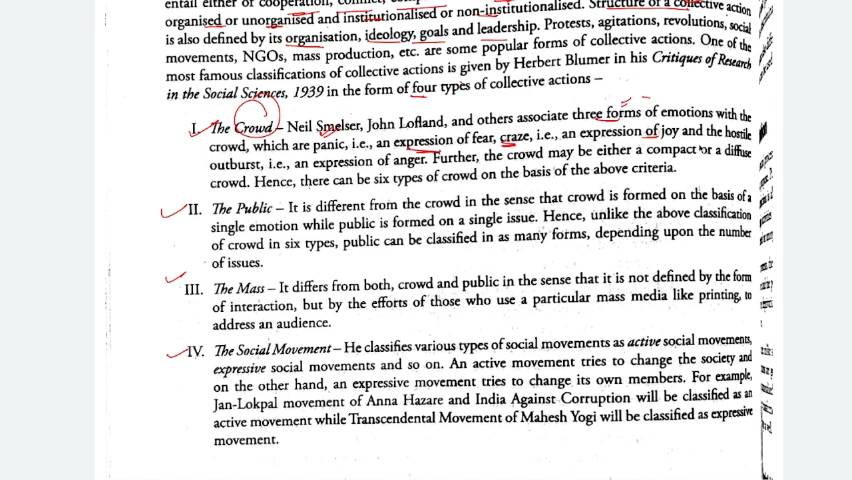 entail either of cooperation, conflict,
organised or unorganised and institutionalised or non-institutionalised. Structure of a collective action
is also defined by its organisation, ideology, goals and leadership. Protests, agitations, revolutions, social
movements, NGOs, mass production, etc. are some popular forms of collective actions. One of the
most famous classifications of collective actions is given by Herbert Blumer in his Critiques of Research
in the Social Sciences, 1939 in the form of four types of collective actions –
I. The Crowd – Neil Smelser, John Lofland, and others associate three forms of emotions with the
crowd, which are panic, i.e., an expression of fear, craze, i.e., an expression of joy and the hostile
outburst, i.e., an expression of anger. Further, the crowd may be either a compact or a diffuse
crowd. Hence, there can be six types of crowd on the basis of the above criteria.
II. The Public – It is different from the crowd in the sense that crowd is formed on the basis of a
single emotion while public is formed on a single issue. Hence, unlike the above classification
of crowd in six types, public can be classified in as many forms, depending upon the number
of issues.
III. The Mass – It differs from both, crowd and public in the sense that it is not defined by the form
of interaction, but by the efforts of those who use a particular mass media like printing, to
address an audience.
IV. The Social Movement – He classifies various types of social movements as active social movements,
expressive social movements and so on. An active movement tries to change the society and
on the other hand, an expressive movement tries to change its own members. For example,
Jan-Lokpal movement of Anna Hazare and India Against Corruption will be classified as an
active movement while Transcendental Movement of Mahesh Yogi will be classified as expressive
movement.